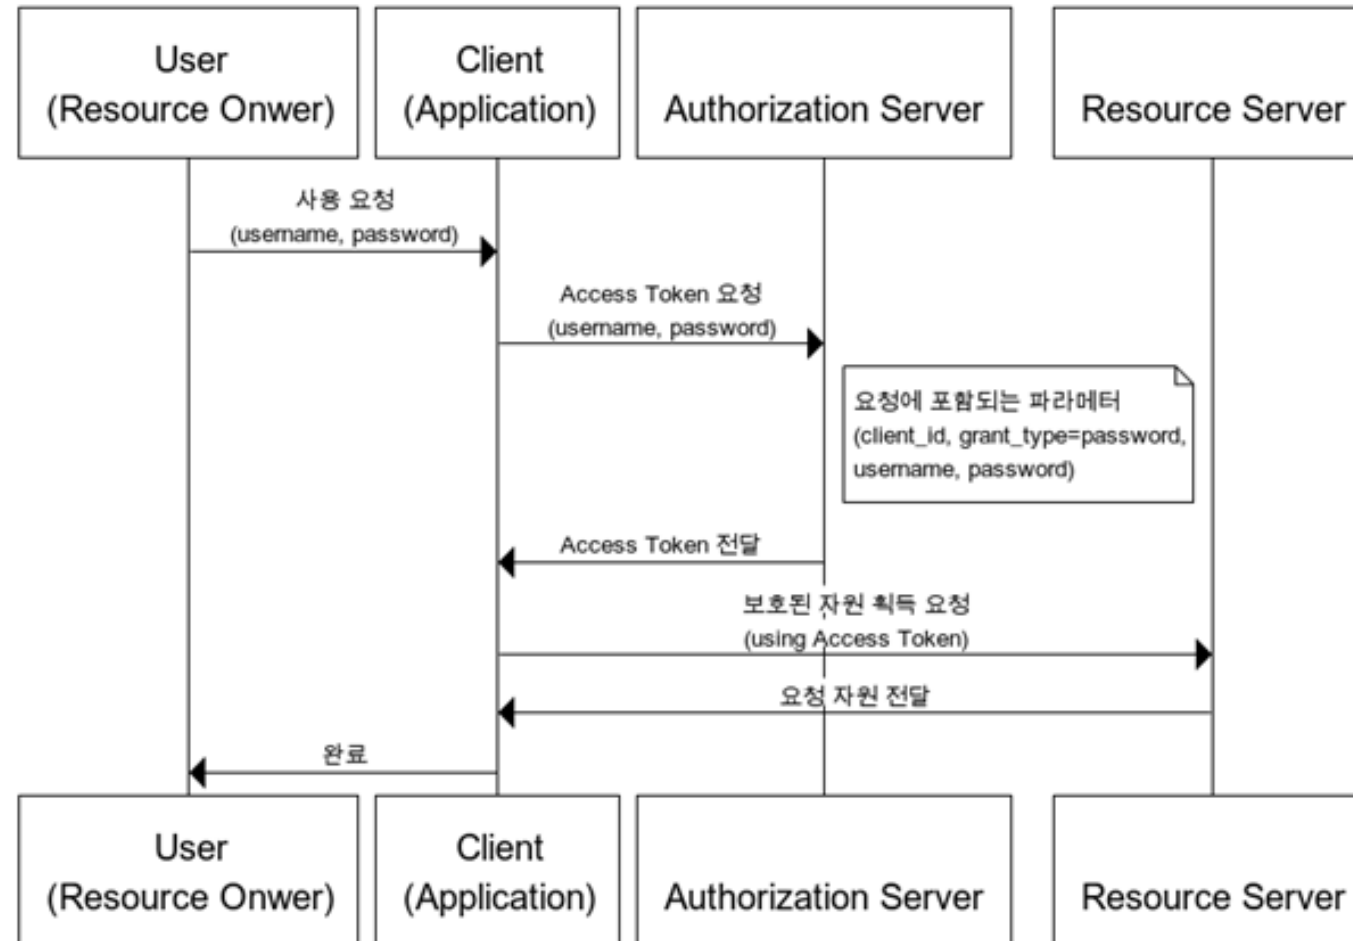 User
(Resource Onwer)
Client
(Application)
Authorization Server
Resource Server
사용 요청
(username, password)
Access Token 요청
(username, password)
요청에 포함되는 파라메터
(client_id, grant_type=password,
username, password)
Access Token 전달
보호된 자원 획득 요청
(using Access Token)
요청 자원 전달
완료
User
(Resource Onwer)
Client
(Application)
Authorization Server
Resource Server